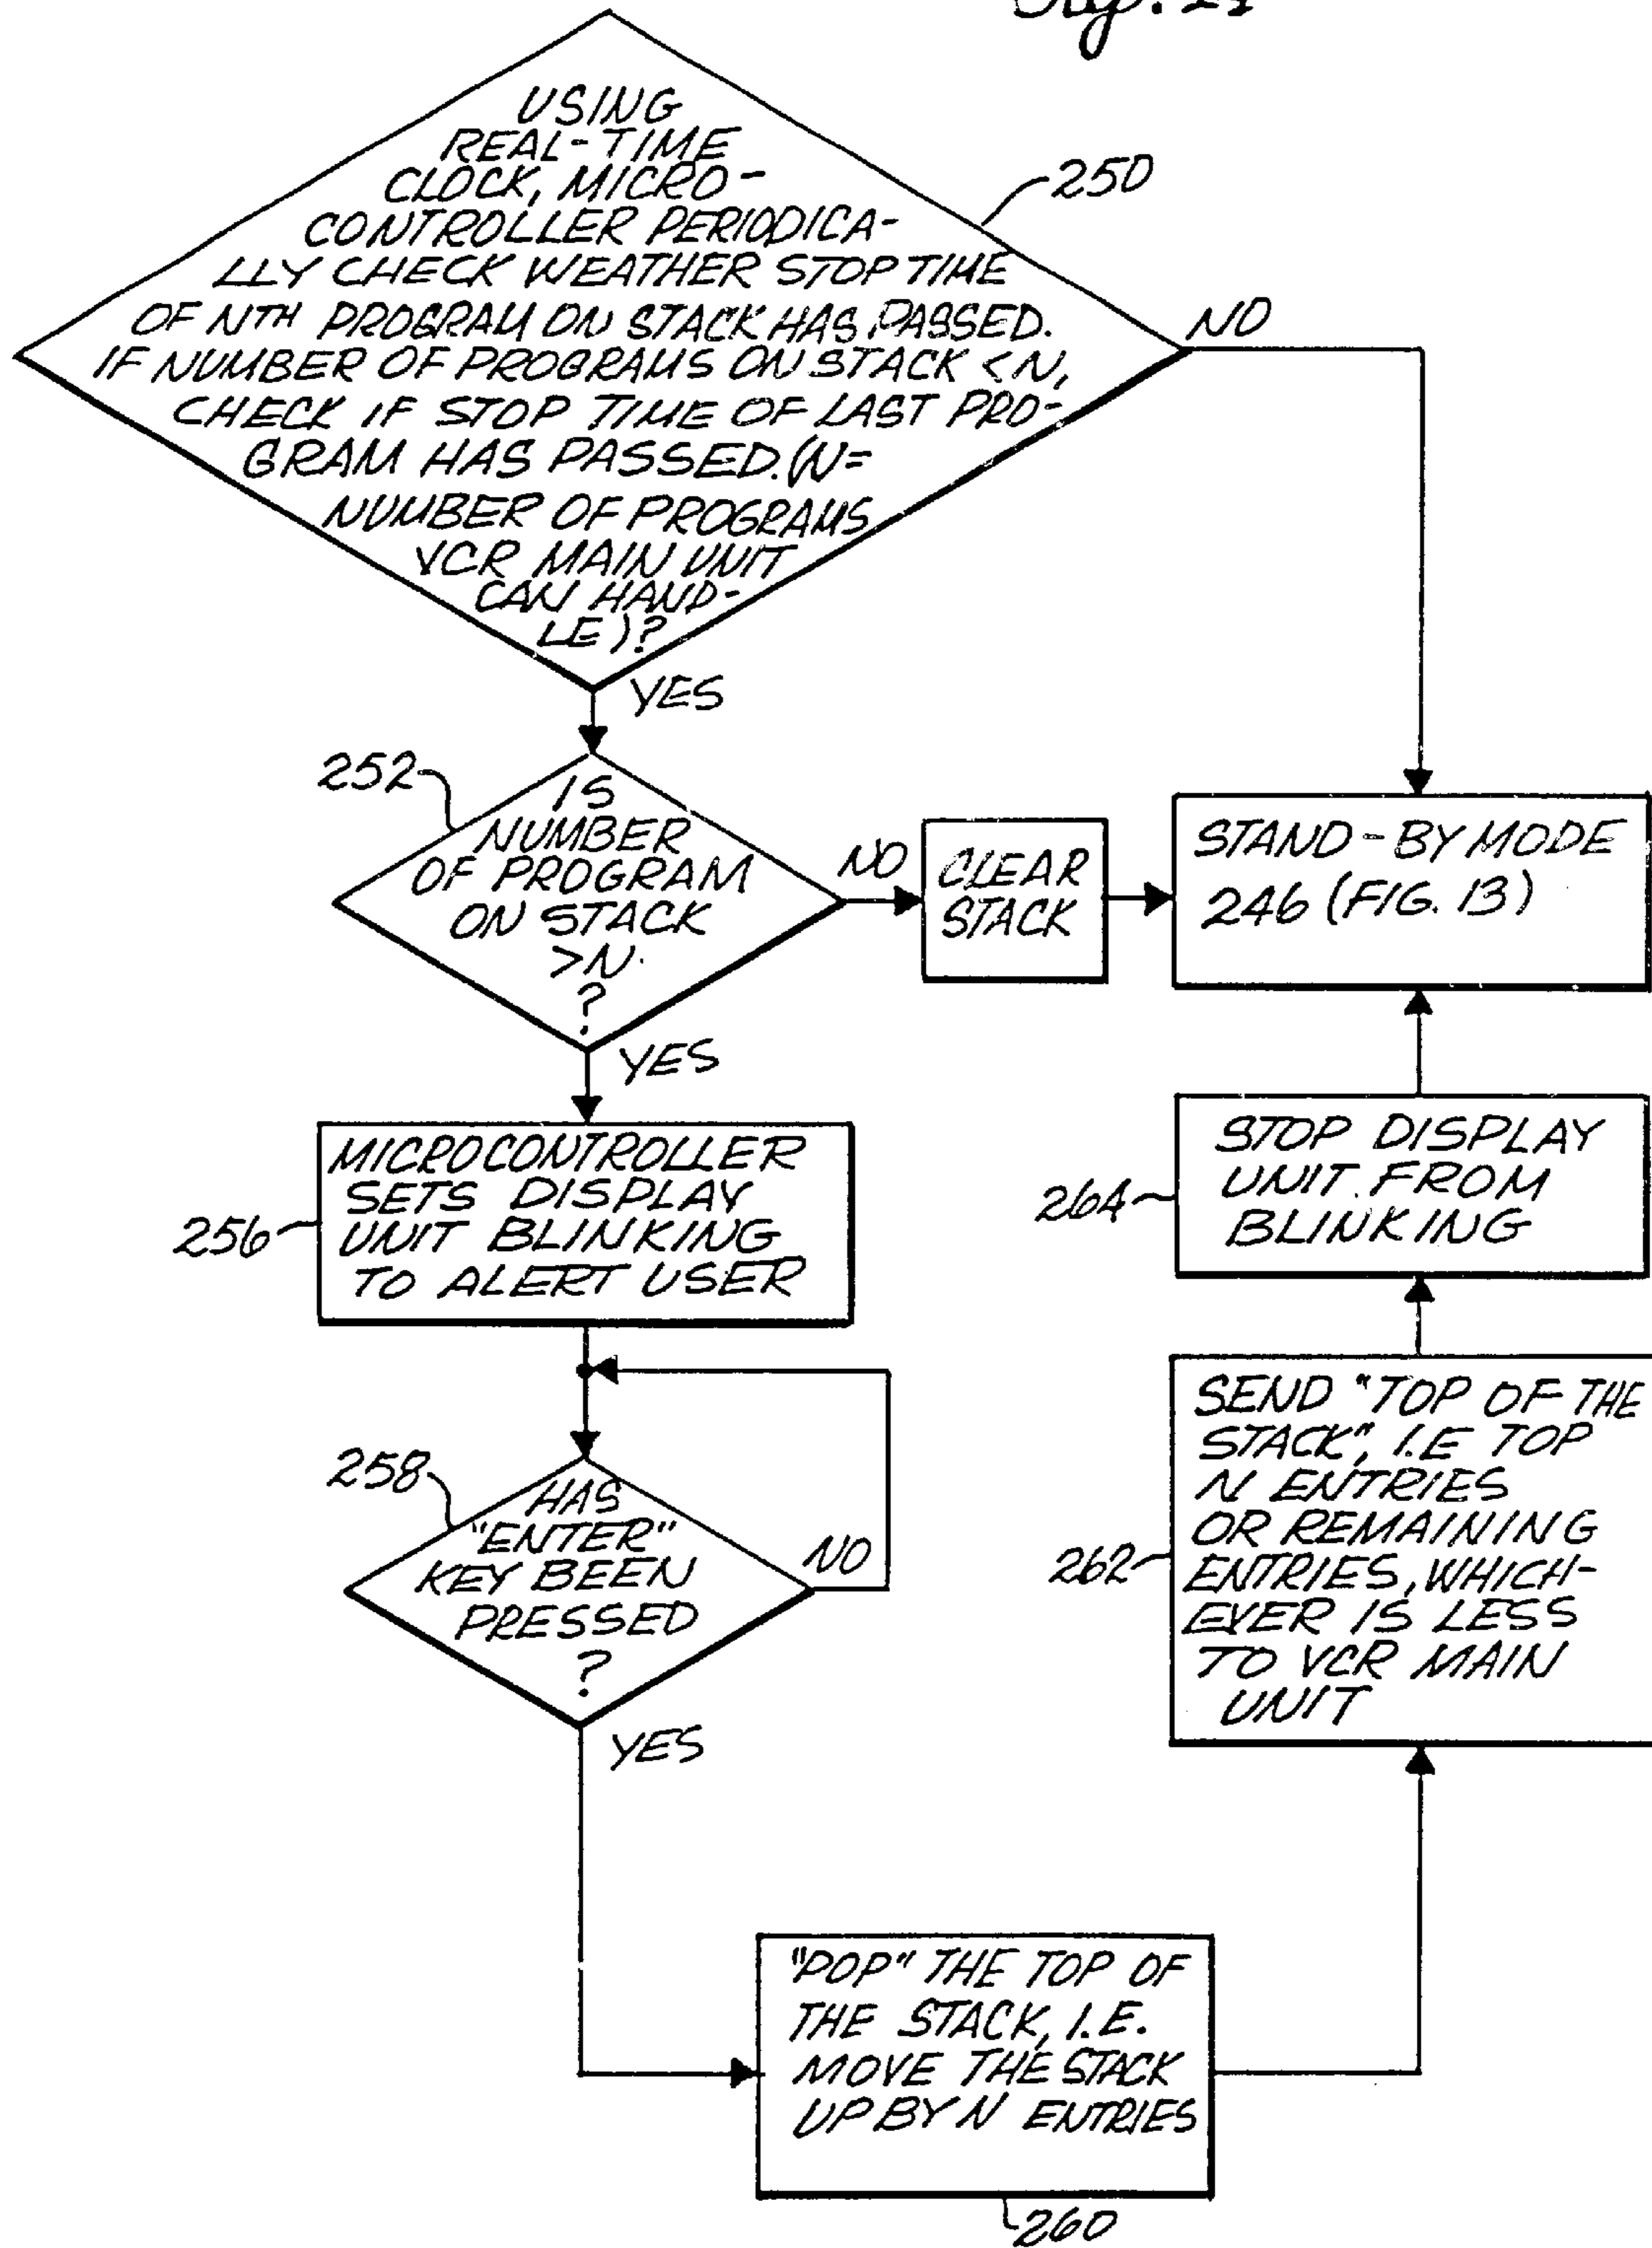 USING
REAL-TIME
CLOCK, MICRO-
CONTROLLER PERIODICA-
LLY CHECK WEATHER STOP TIME
OF NTH PROGRAM ON STACK HAS PASSED.
IF NUMBER OF PROGRAMS ON STACK < N,
CHECK IF STOP TIME OF LAST PRO-
GRAM HAS PASSED. (N =
NUMBER OF PROGRAMS
VCR MAIN UNIT
CAN HAND-
LE)?
250
NO
YES
252
IS
NUMBER
OF PROGRAM
ON STACK
>N.
?
NO
CLEAR
STACK
STAND-BY MODE
246 (FIG. 13)
YES
MICROCONTROLLER
SETS DISPLAY
UNIT BLINKING
TO ALERT USER
256
258
HAS
"ENTER"
KEY BEEN
PRESSED
?
NO
YES
"POP" THE TOP OF
THE STACK, I.E.
MOVE THE STACK
UP BY N ENTRIES
260
SEND "TOP OF THE
STACK", I.E TOP
N ENTRIES
OR REMAINING
ENTRIES, WHICH-
EVER IS LESS
TO VCR MAIN
UNIT
262
STOP DISPLAY
UNIT FROM
BLINKING
264